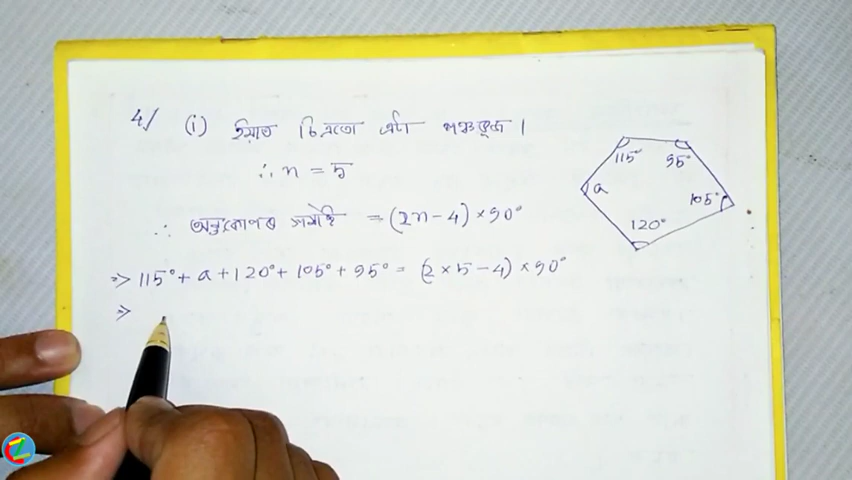 4/ (i) ইয়াত চিত্ৰটো এটা পঞ্চভূজ।
∴ n = 5
∴ অন্তঃকোণৰ সমষ্টি = (2n - 4) × 90°
=> 115° + a + 120° + 105° + 95° = (2 × 5 - 4) × 90°
=>
115° 95°
a
105°
120°